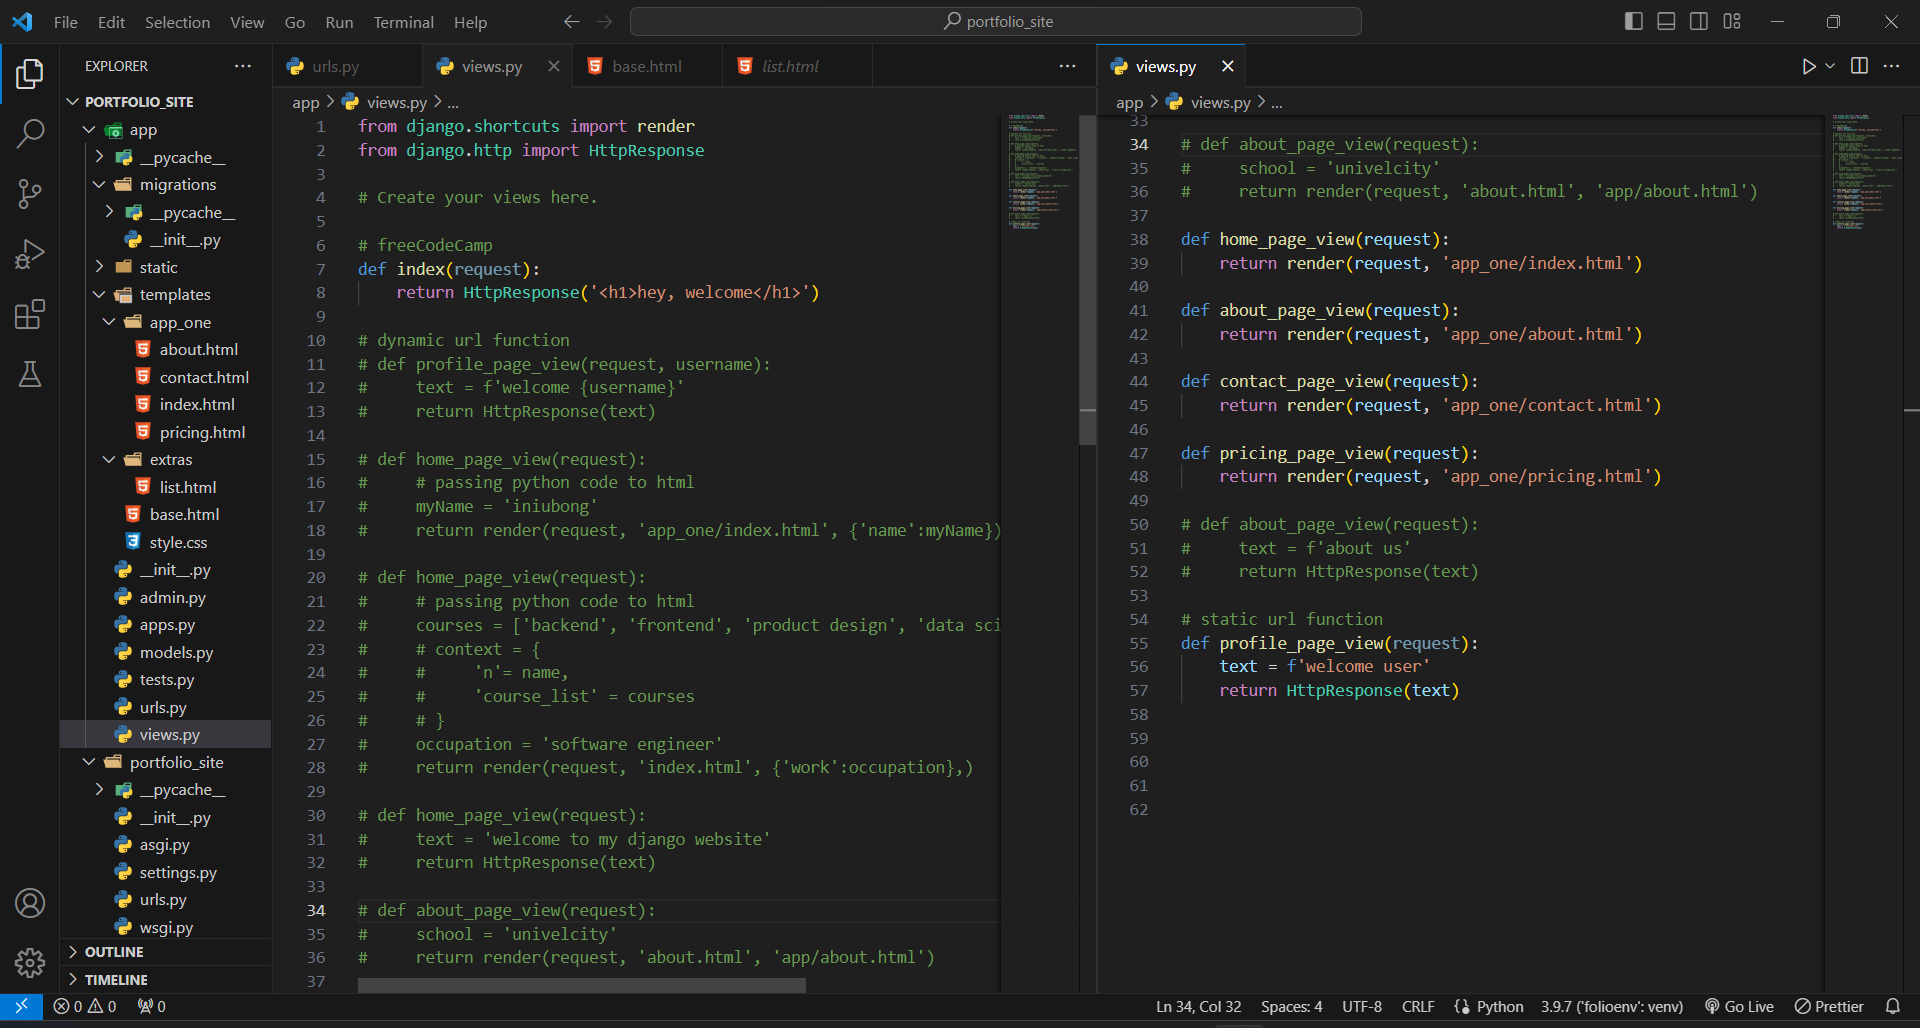 File Edit Selection View Go Run Terminal Help
portfolio_site
EXPLORER
PORTFOLIO_SITE
app
__pycache__
migrations
__pycache__
__init__.py
static
templates
app_one
about.html
contact.html
index.html
pricing.html
extras
list.html
base.html
style.css
__init__.py
admin.py
apps.py
models.py
tests.py
urls.py
views.py
portfolio_site
__pycache__
__init__.py
asgi.py
settings.py
urls.py
wsgi.py
OUTLINE
TIMELINE
urls.py views.py base.html list.html
app > views.py > ...
1 from django.shortcuts import render
2 from django.http import HttpResponse
3
4 # Create your views here.
5
6 # freeCodeCamp
7 def index(request):
8     return HttpResponse('<h1>hey, welcome</h1>')
9
10 # dynamic url function
11 # def profile_page_view(request, username):
12 #     text = f'welcome {username}'
13 #     return HttpResponse(text)
14
15 # def home_page_view(request):
16 #     # passing python code to html
17 #     myName = 'iniubong'
18 #     return render(request, 'app_one/index.html', {'name':myName})
19
20 # def home_page_view(request):
21 #     # passing python code to html
22 #     courses = ['backend', 'frontend', 'product design', 'data sci
23 #     # context = {
24 #     #     'n'= name,
25 #     #     'course_list' = courses
26 #     # }
27 #     occupation = 'software engineer'
28 #     return render(request, 'index.html', {'work':occupation},)
29
30 # def home_page_view(request):
31 #     text = 'welcome to my django website'
32 #     return HttpResponse(text)
33
34 # def about_page_view(request):
35 #     school = 'univelcity'
36 #     return render(request, 'about.html', 'app/about.html')
37
views.py
app > views.py > ...
33
34 # def about_page_view(request):
35 #     school = 'univelcity'
36 #     return render(request, 'about.html', 'app/about.html')
37
38 def home_page_view(request):
39     return render(request, 'app_one/index.html')
40
41 def about_page_view(request):
42     return render(request, 'app_one/about.html')
43
44 def contact_page_view(request):
45     return render(request, 'app_one/contact.html')
46
47 def pricing_page_view(request):
48     return render(request, 'app_one/pricing.html')
49
50 # def about_page_view(request):
51 #     text = f'about us'
52 #     return HttpResponse(text)
53
54 # static url function
55 def profile_page_view(request):
56     text = f'welcome user'
57     return HttpResponse(text)
58
59
60
61
62
0 0 0 Ln 34, Col 32 Spaces: 4 UTF-8 CRLF Python 3.9.7 ('folioenv': venv) Go Live Prettier